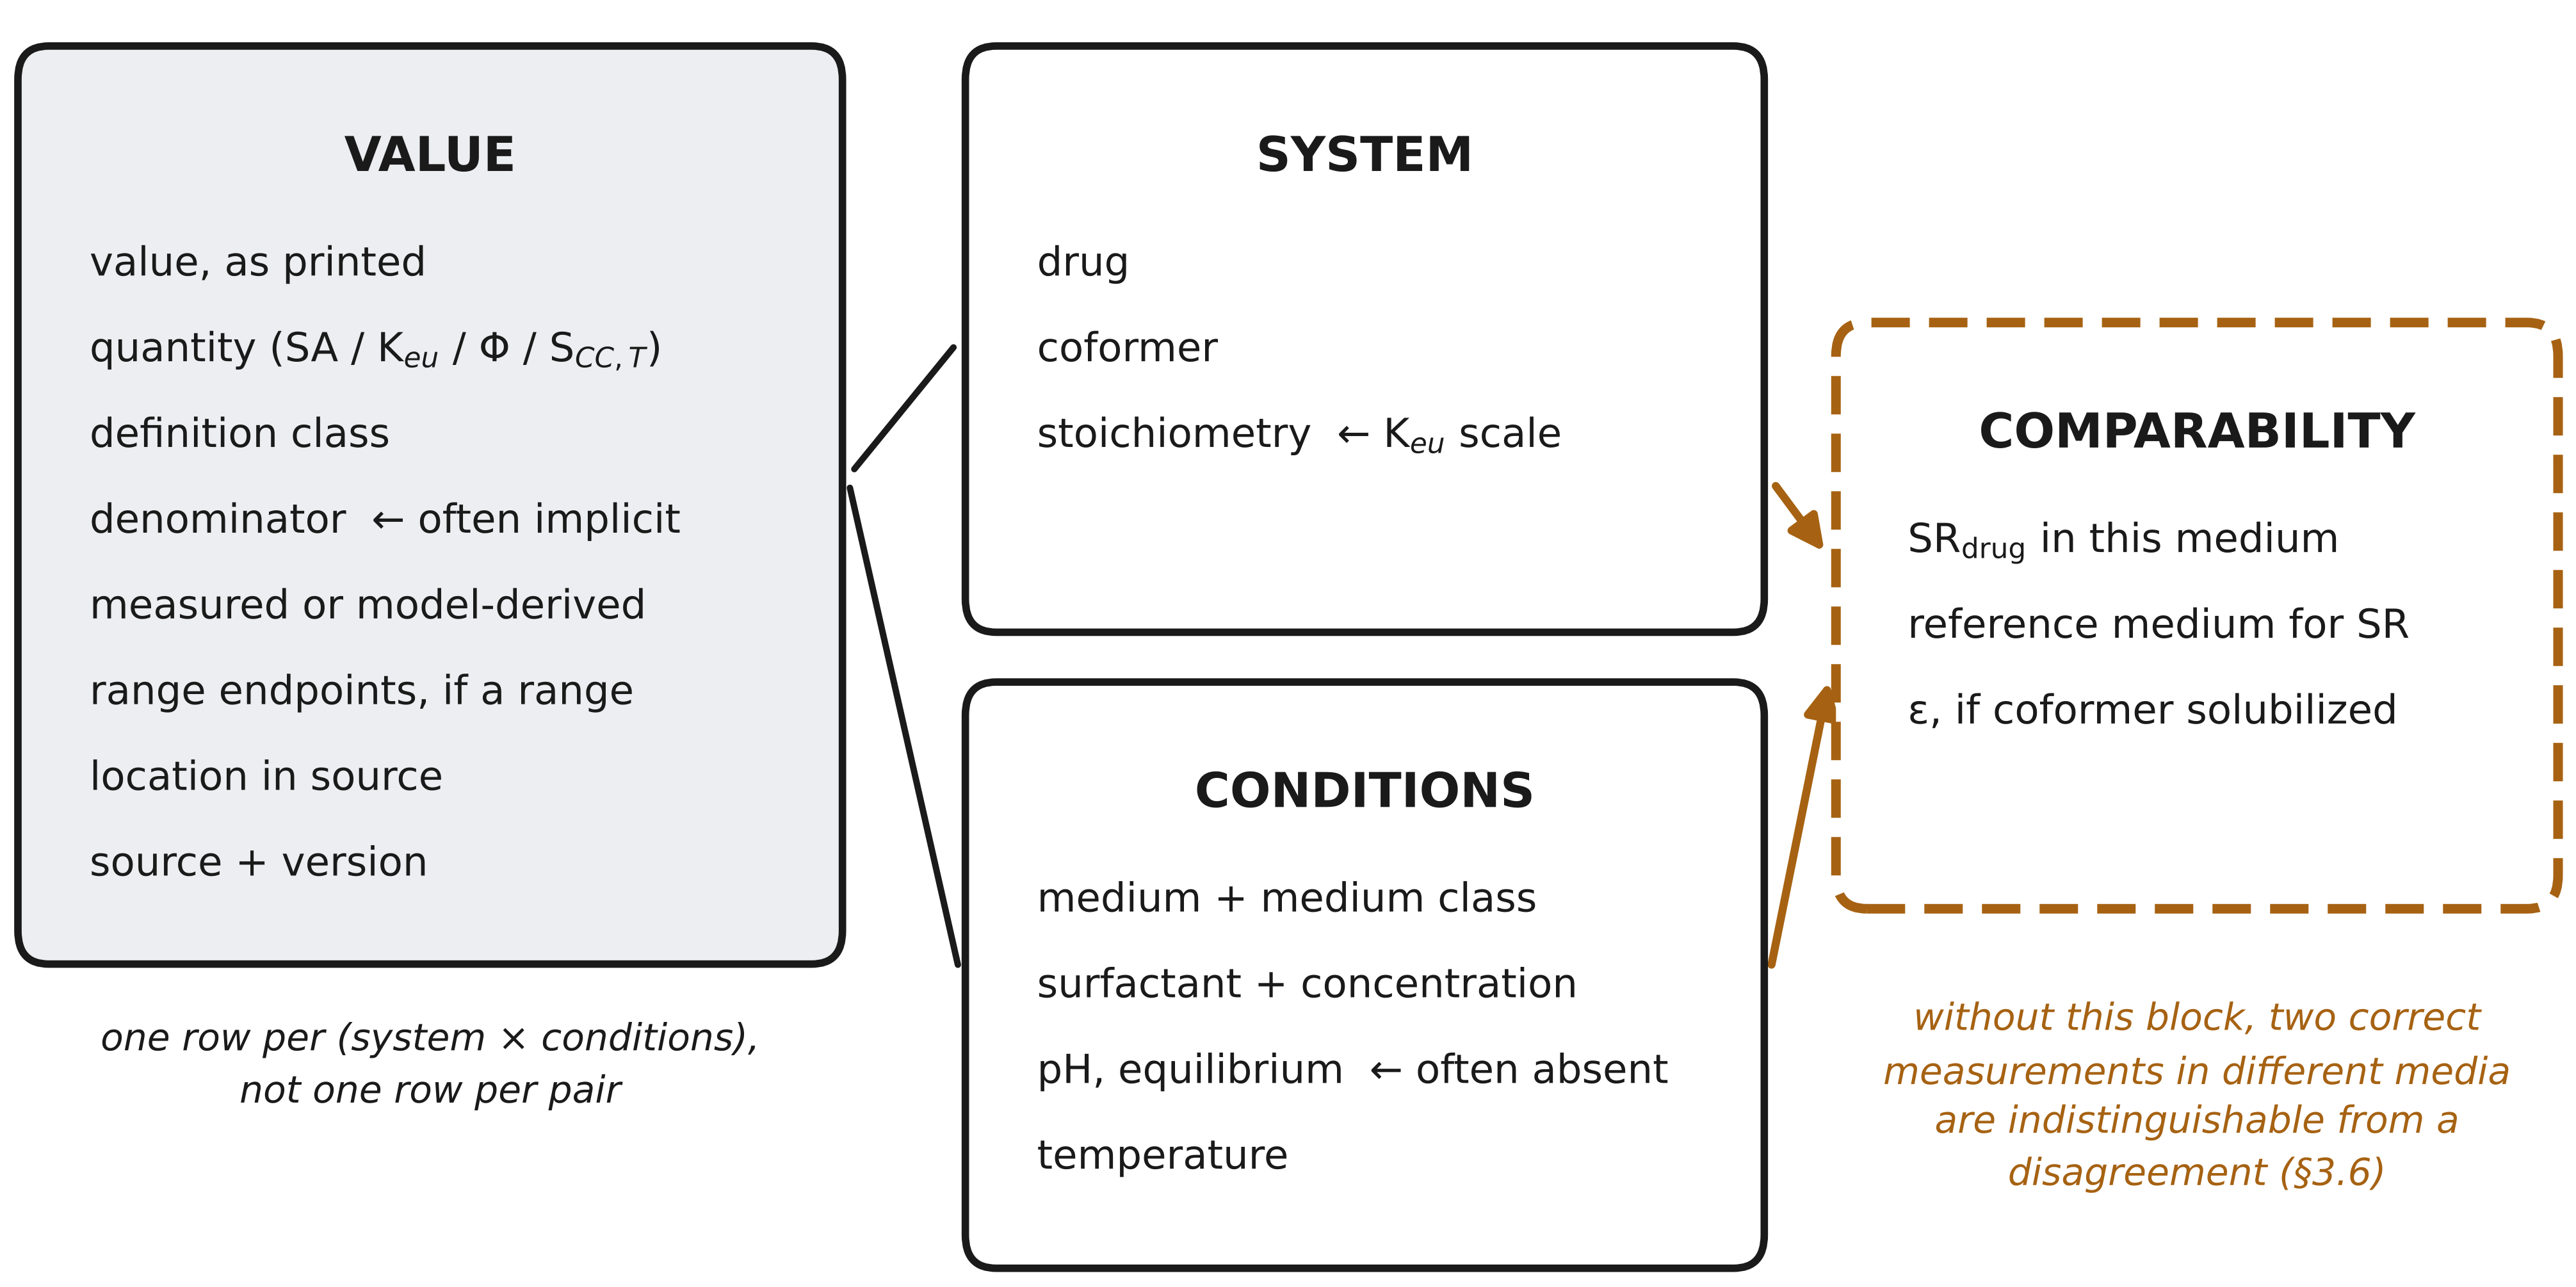 VALUE
value, as printed
quantity (SA / Keu / Φ / SCC, T)
definition class
denominator ← often implicit
measured or model-derived
range endpoints, if a range
location in source
source + version
one row per (system × conditions),
not one row per pair
SYSTEM
drug
coformer
stoichiometry ← Keu scale
CONDITIONS
medium + medium class
surfactant + concentration
pH, equilibrium ← often absent
temperature
COMPARABILITY
SRdrug in this medium
reference medium for SR
ε, if coformer solubilized
without this block, two correct
measurements in different media
are indistinguishable from a
disagreement (§3.6)